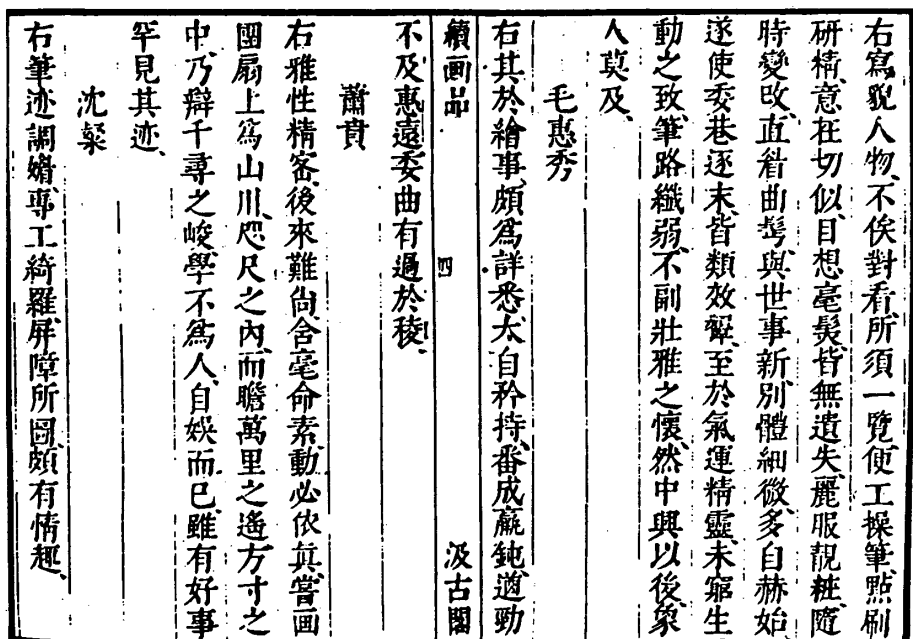 右寫貌人物、不俟對看、所須一覽、便工操筆、點刷
研精、意在切似、目想毫髮、皆無遺失、麗服靚粧、隨
時變改、直眉曲鬂、與世事新、別體細微、多自赫始、
遂使委巷逐末、皆類效顰、至於氣運精靈、未窮生
動之致、筆路纖弱、不副壯雅之懷、然中興以後、象
人莫及、
毛惠秀
右其於繪事、頗爲詳悉、太自矜持、番成羸鈍、遒勁
續画品 四 汲古閣
不及惠遠、委曲有過於稜、
蕭賁
右雅性精密、後來難尙、含毫命素、動必依眞、嘗画
團扇上爲山川、咫尺之內、而瞻萬里之遙、方寸之
中、乃辯千尋之峻、學不爲人、自娛而已、雖有好事、
罕見其迹、
沈粲
右筆迹調媚、專工綺羅、屏障所圖、頗有情趣、